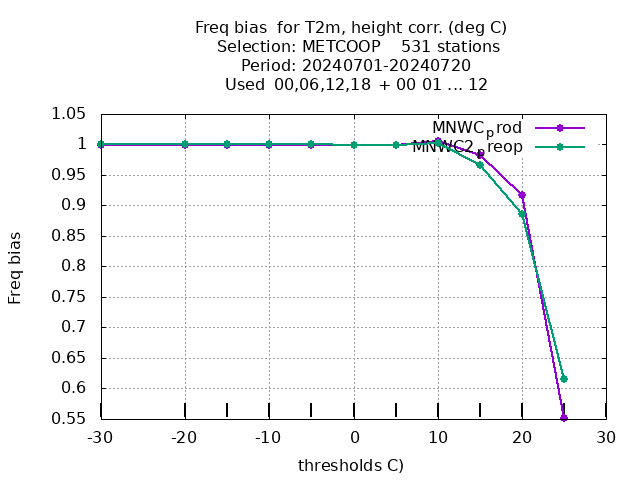 Freq bias  for T2m, height corr. (deg C)
Selection: METCOOP    531 stations
Period: 20240701-20240720
Used  00,06,12,18 + 00 01 ... 12
MNWCprod
MNWC2preop
1.05
1
0.95
0.9
0.85
0.8
0.75
0.7
0.65
0.6
0.55
Freq bias
-30 -20 -10 0 10 20 30
thresholds C)